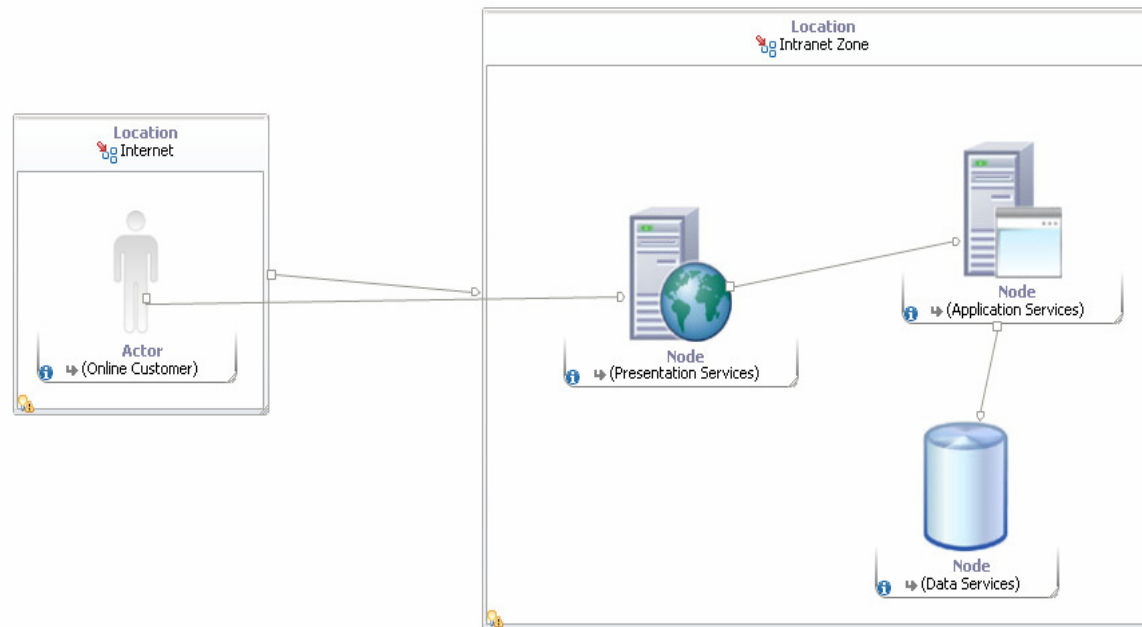 Location
Internet
Actor
(Online Customer)
Location
Intranet Zone
Node
(Presentation Services)
Node
(Application Services)
Node
(Data Services)